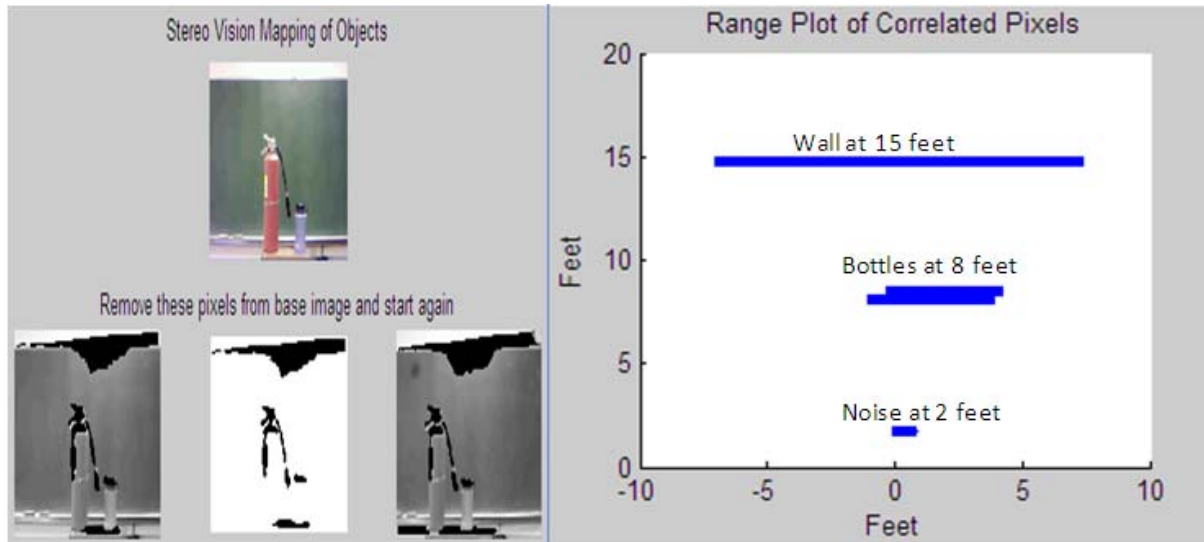 Stereo Vision Mapping of Objects
Remove these pixels from base image and start again
Range Plot of Correlated Pixels
20
15
10
5
0
Feet
Wall at 15 feet
Bottles at 8 feet
Noise at 2 feet
-10
-5
0
5
10
Feet